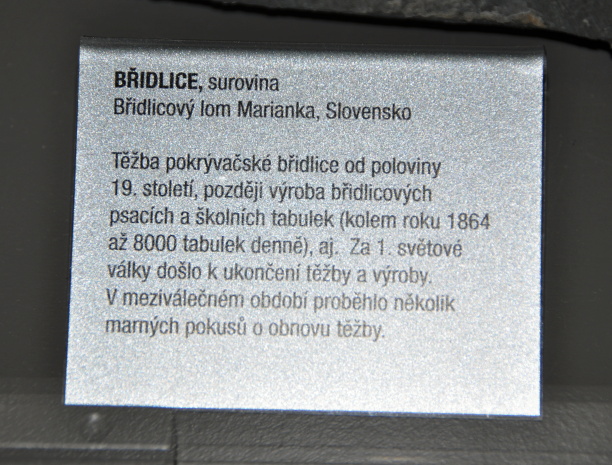 BŘIDLICE, surovina
Břidlicový lom Marianka, Slovensko
Těžba pokrývačské břidlice od poloviny
19. století, později výroba břidlicových
psacích a školních tabulek (kolem roku 1864
až 8000 tabulek denně), aj. Za 1. světové
války došlo k ukončení těžby a výroby.
V meziválečném období proběhlo několik
marných pokusů o obnovu těžby.